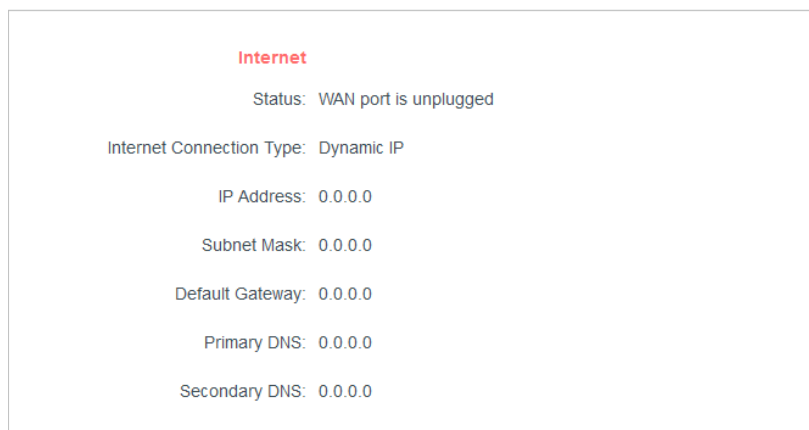 Internet
Status: WAN port is unplugged
Internet Connection Type: Dynamic IP
IP Address: 0.0.0.0
Subnet Mask: 0.0.0.0
Default Gateway: 0.0.0.0
Primary DNS: 0.0.0.0
Secondary DNS: 0.0.0.0